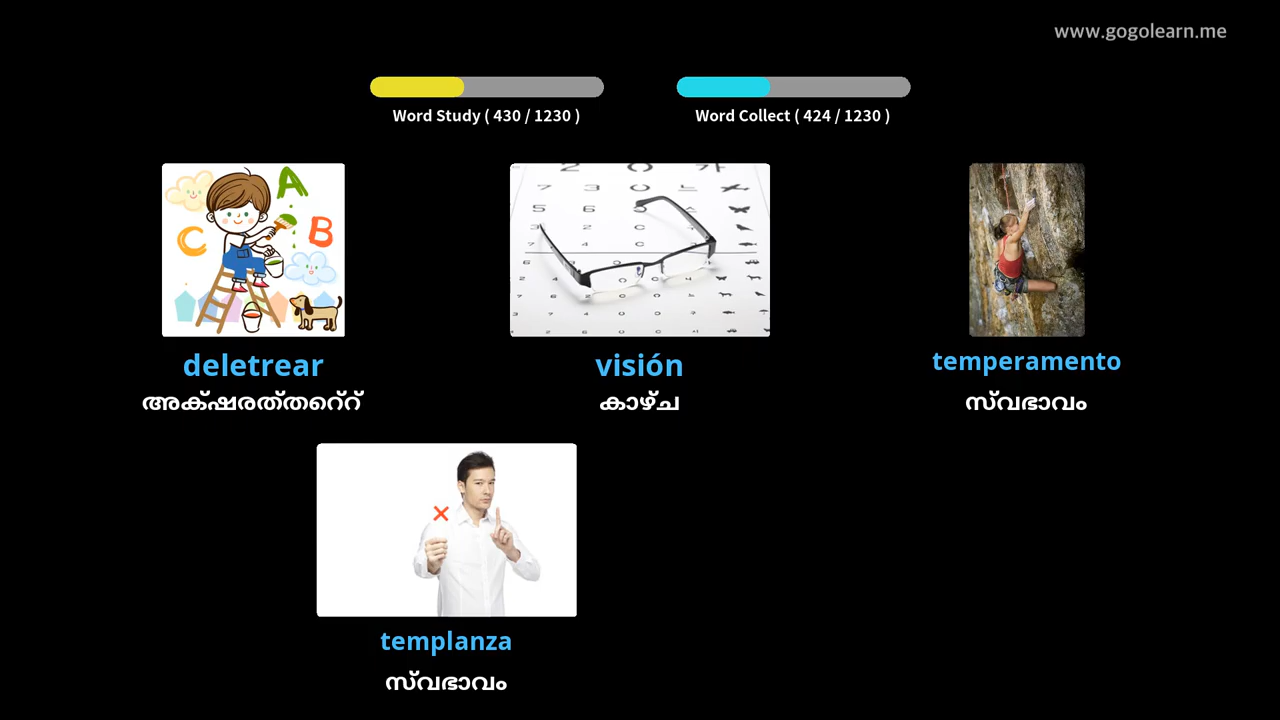 www.gogolearn.me
Word Study ( 430 / 1230 )
Word Collect ( 424 / 1230 )
A
B
C
deletrear
visión
temperamento
അക്ഷരത്തറ്റെ്
കാഴ്ച
സ്വഭാവം
templanza
സ്വഭാവം